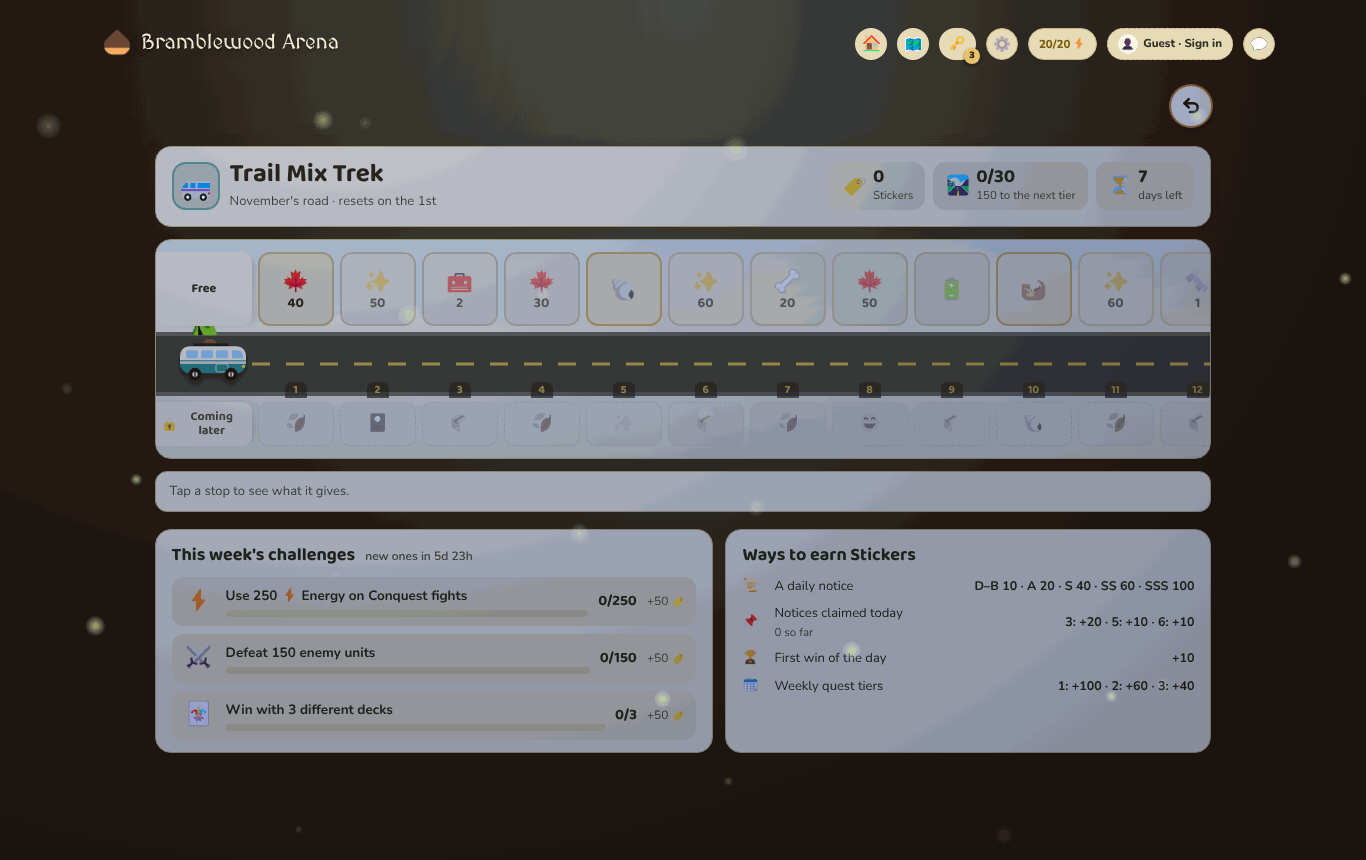 Bramblewood Arena
3
20/20
Guest · Sign in
Trail Mix Trek
November's road · resets on the 1st
0
Stickers
0/30
150 to the next tier
7
days left
Free
40
50
2
30
60
20
50
60
1
1
2
3
4
5
6
7
8
9
10
11
12
Coming
later
Tap a stop to see what it gives.
This week's challenges new ones in 5d 23h
Use 250 Energy on Conquest fights
0/250 +50
Defeat 150 enemy units
0/150 +50
Win with 3 different decks
0/3 +50
Ways to earn Stickers
A daily notice D–B 10 · A 20 · S 40 · SS 60 · SSS 100
Notices claimed today
0 so far
3: +20 · 5: +10 · 6: +10
First win of the day +10
Weekly quest tiers 1: +100 · 2: +60 · 3: +40